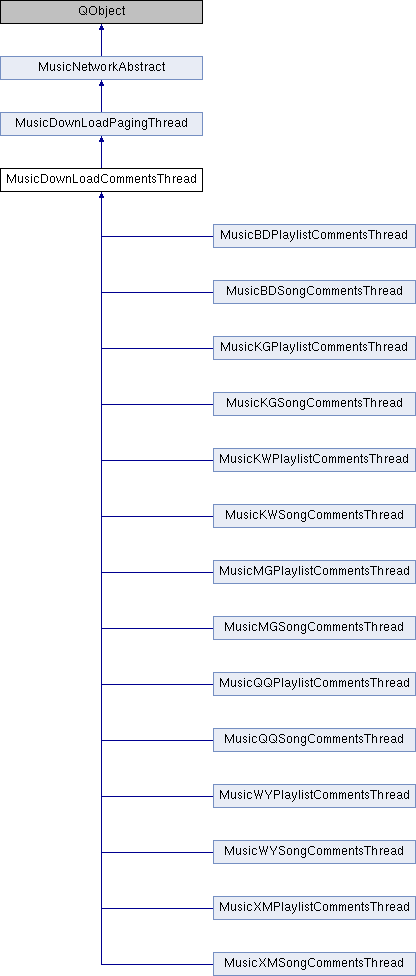 QObject
MusicNetworkAbstract
MusicDownLoadPagingThread
MusicDownLoadCommentsThread
MusicBDPlaylistCommentsThread
MusicBDSongCommentsThread
MusicKGPlaylistCommentsThread
MusicKGSongCommentsThread
MusicKWPlaylistCommentsThread
MusicKWSongCommentsThread
MusicMGPlaylistCommentsThread
MusicMGSongCommentsThread
MusicQQPlaylistCommentsThread
MusicQQSongCommentsThread
MusicWYPlaylistCommentsThread
MusicWYSongCommentsThread
MusicXMPlaylistCommentsThread
MusicXMSongCommentsThread